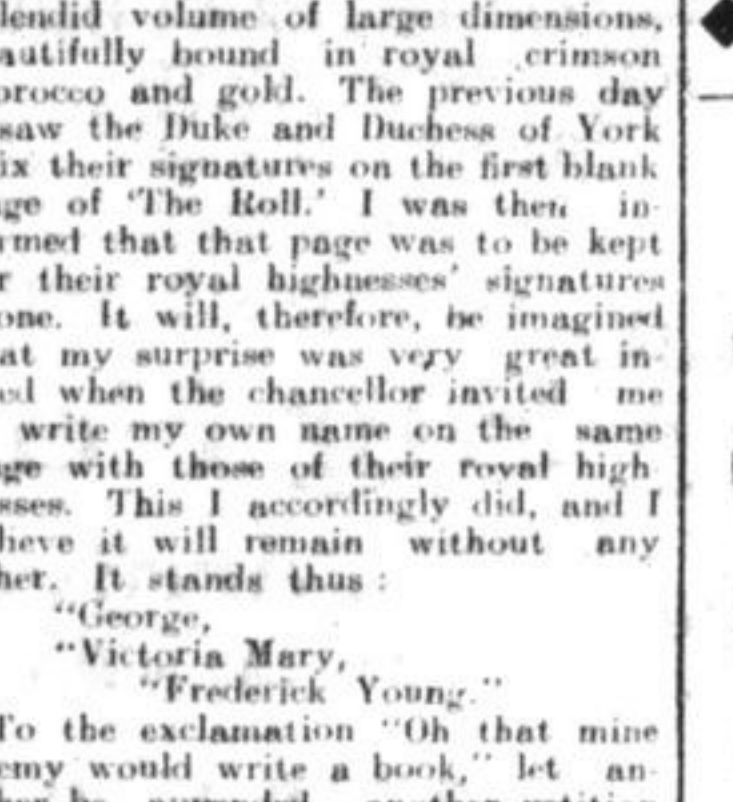 lendid volume of large dimensions,
autifully bound in royal crimson
orocco and gold. The previous day
saw the Duke and Duchess of York
ix their signatures on the first blank
ge of 'The Roll.' I was then in-
rmed that that page was to be kept
r their royal highnesses' signatures
one. It will, therefore, be imagined
at my surprise was very great in-
ed when the chancellor invited me
write my own name on the same
ge with those of their royal high-
sses. This I accordingly did, and I
lieve it will remain without any
her. It stands thus:
"George,
"Victoria Mary,
"Frederick Young."
To the exclamation "Oh that mine
emy would write a book," let an-
her be another